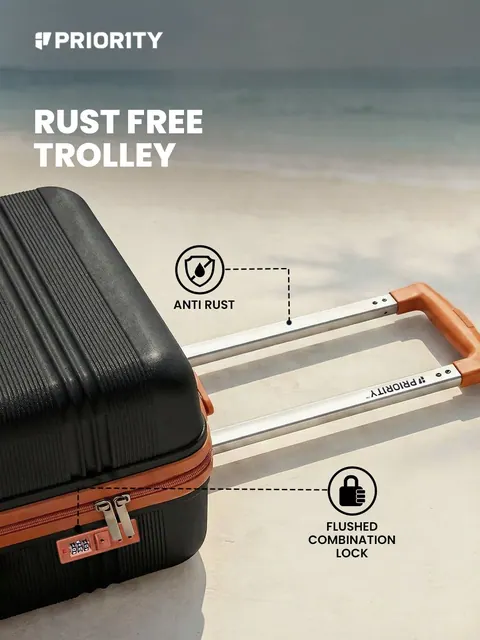 PRIORITY
RUST FREE
TROLLEY
ANTI RUST
PRIORITY
FLUSHED
COMBINATION
LOCK